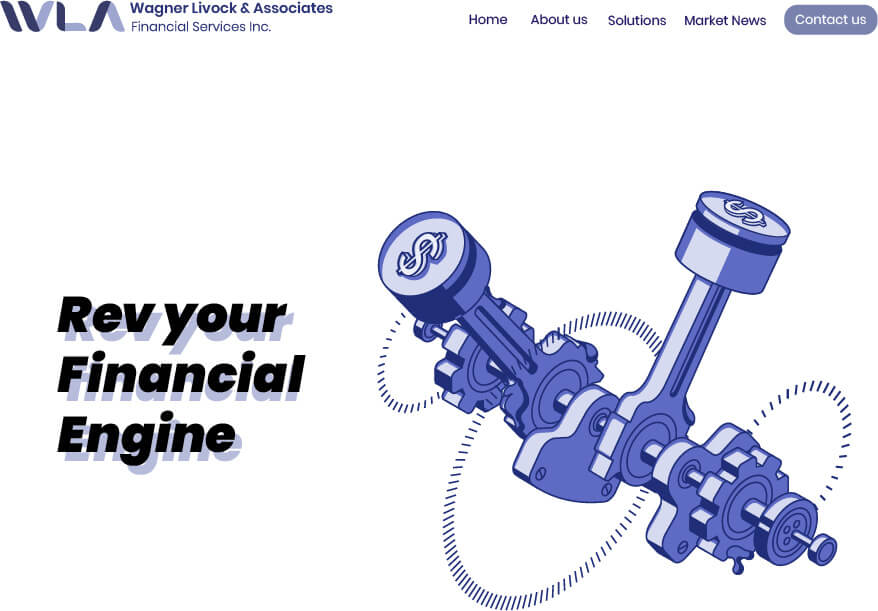 WLA
Wagner Livock & Associates
Financial Services Inc.
Home About us Solutions Market News Contact us
$
$
Rev your
Financial
Engine